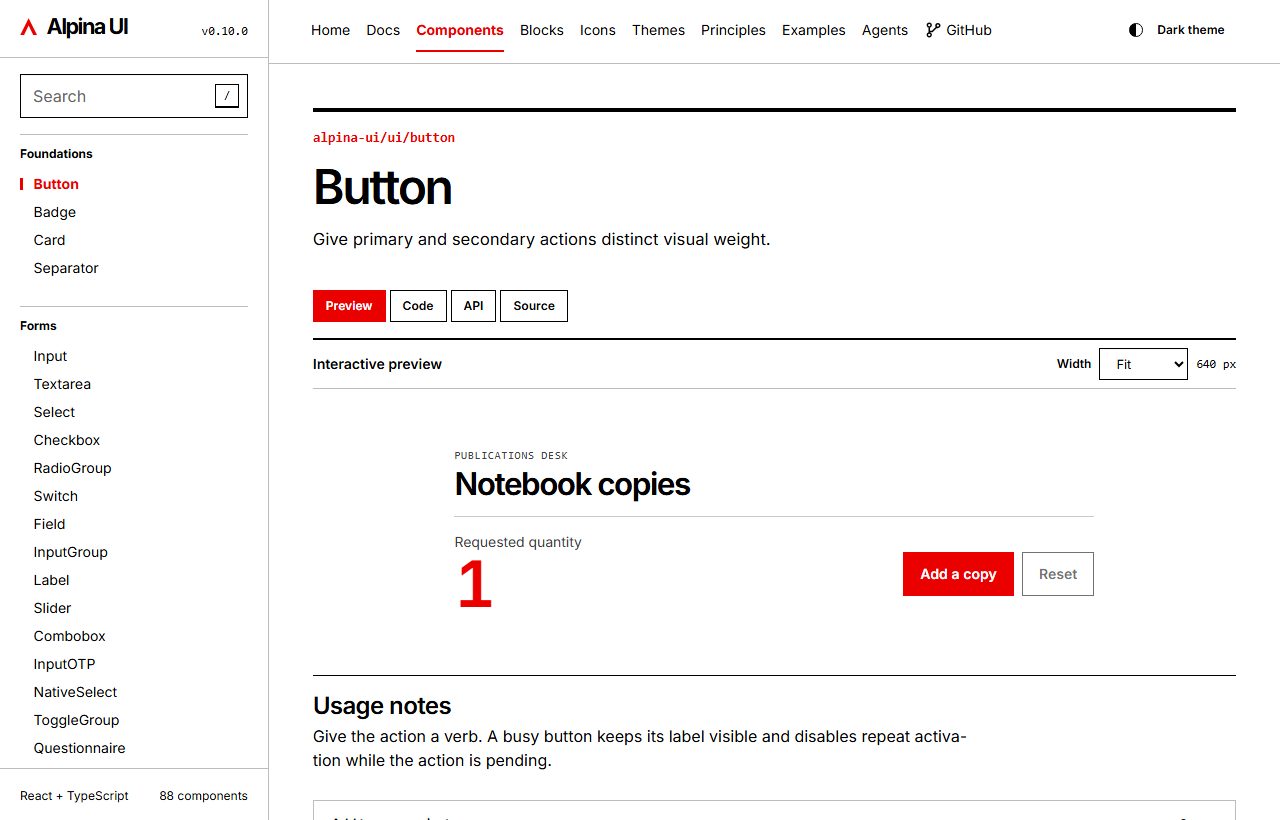 Alpina UI
v0.10.0
Home Docs Components Blocks Icons Themes Principles Examples Agents GitHub
Dark theme
Search
/
Foundations
Button
Badge
Card
Separator
Forms
Input
Textarea
Select
Checkbox
RadioGroup
Switch
Field
InputGroup
Label
Slider
Combobox
InputOTP
NativeSelect
ToggleGroup
Questionnaire
React + TypeScript
88 components
alpina-ui/ui/button
Button
Give primary and secondary actions distinct visual weight.
Preview Code API Source
Interactive preview
Width Fit 640 px
PUBLICATIONS DESK
Notebook copies
Requested quantity
1
Add a copy Reset
Usage notes
Give the action a verb. A busy button keeps its label visible and disables repeat activa-
tion while the action is pending.